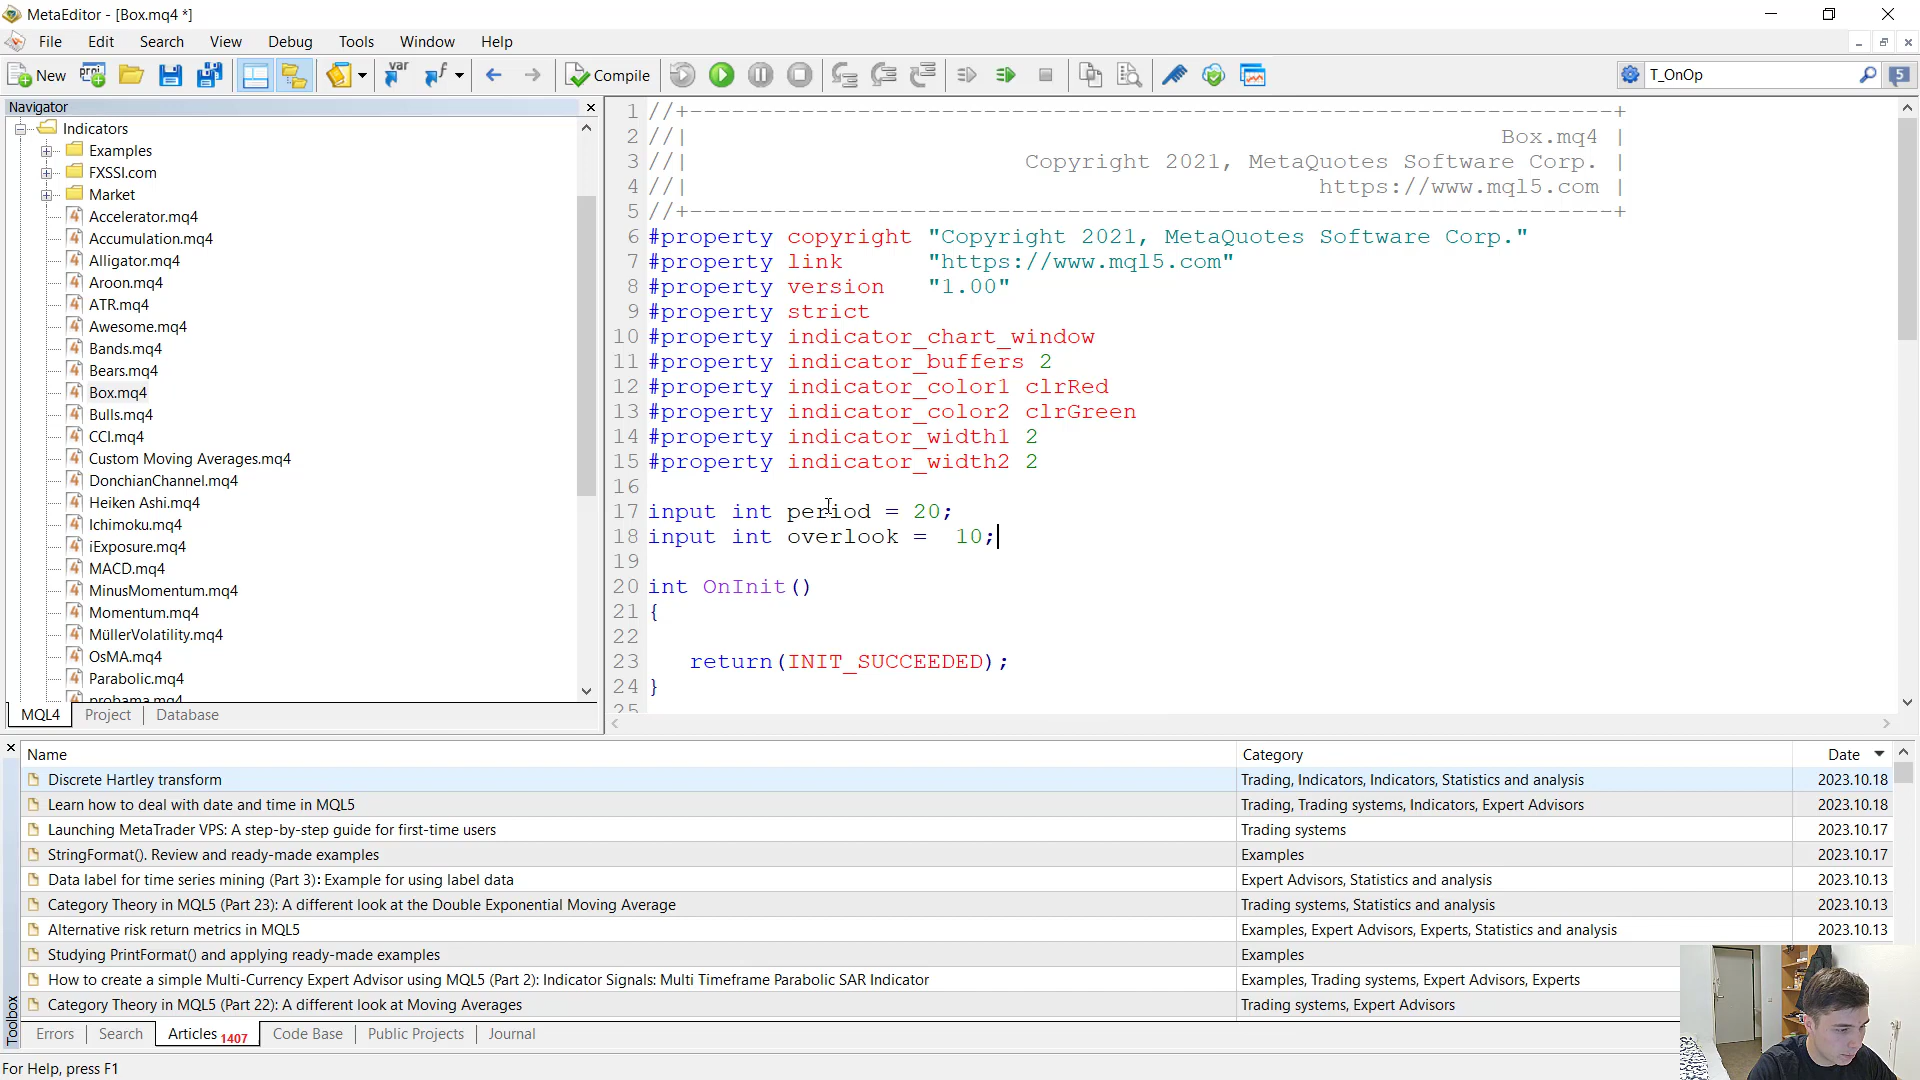 MetaEditor - [Box.mq4 *]
File Edit Search View Debug Tools Window Help
New Compile T_OnOp 5
Navigator
Indicators
Examples
FXSSI.com
Market
Accelerator.mq4
Accumulation.mq4
Alligator.mq4
Aroon.mq4
ATR.mq4
Awesome.mq4
Bands.mq4
Bears.mq4
Box.mq4
Bulls.mq4
CCI.mq4
Custom Moving Averages.mq4
DonchianChannel.mq4
Heiken Ashi.mq4
Ichimoku.mq4
iExposure.mq4
MACD.mq4
MinusMomentum.mq4
Momentum.mq4
MüllerVolatility.mq4
OsMA.mq4
Parabolic.mq4
MQL4 Project Database
1 //+------------------------------------------------------------------+
2 //| Box.mq4 |
3 //| Copyright 2021, MetaQuotes Software Corp. |
4 //| https://www.mql5.com |
5 //+------------------------------------------------------------------+
6 #property copyright "Copyright 2021, MetaQuotes Software Corp."
7 #property link "https://www.mql5.com"
8 #property version "1.00"
9 #property strict
10 #property indicator_chart_window
11 #property indicator_buffers 2
12 #property indicator_color1 clrRed
13 #property indicator_color2 clrGreen
14 #property indicator_width1 2
15 #property indicator_width2 2
16
17 input int period = 20;
18 input int overlook =  10;
19
20 int OnInit()
21 {
22
23 return(INIT_SUCCEEDED);
24 }
25
Name Category Date
Discrete Hartley transform Trading, Indicators, Indicators, Statistics and analysis 2023.10.18
Learn how to deal with date and time in MQL5 Trading, Trading systems, Indicators, Expert Advisors 2023.10.18
Launching MetaTrader VPS: A step-by-step guide for first-time users Trading systems 2023.10.17
StringFormat(). Review and ready-made examples Examples 2023.10.17
Data label for time series mining (Part 3): Example for using label data Expert Advisors, Statistics and analysis 2023.10.13
Category Theory in MQL5 (Part 23): A different look at the Double Exponential Moving Average Trading systems, Statistics and analysis 2023.10.13
Alternative risk return metrics in MQL5 Examples, Expert Advisors, Experts, Statistics and analysis 2023.10.13
Studying PrintFormat() and applying ready-made examples Examples
How to create a simple Multi-Currency Expert Advisor using MQL5 (Part 2): Indicator Signals: Multi Timeframe Parabolic SAR Indicator Examples, Trading systems, Expert Advisors, Experts
Category Theory in MQL5 (Part 22): A different look at Moving Averages Trading systems, Expert Advisors
Toolbox
Errors Search Articles 1407 Code Base Public Projects Journal
For Help, press F1